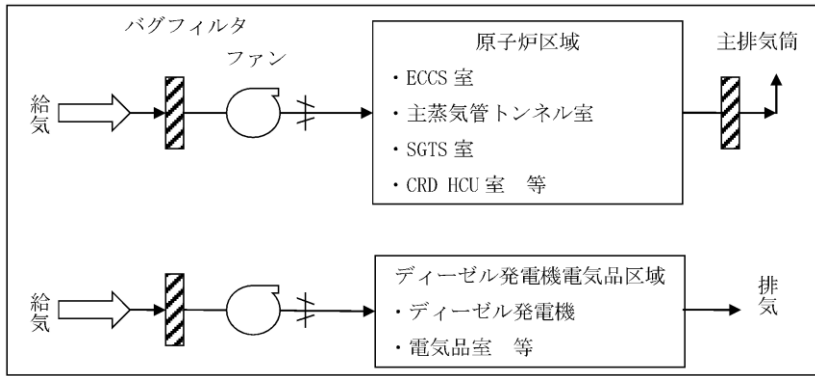 バグフィルタ
ファン
給気
原子炉区域
・ECCS 室
・主蒸気管トンネル室
・SGTS 室
・CRD HCU 室　等
主排気筒
給気
ディーゼル発電機電気品区域
・ディーゼル発電機
・電気品室　等
排気